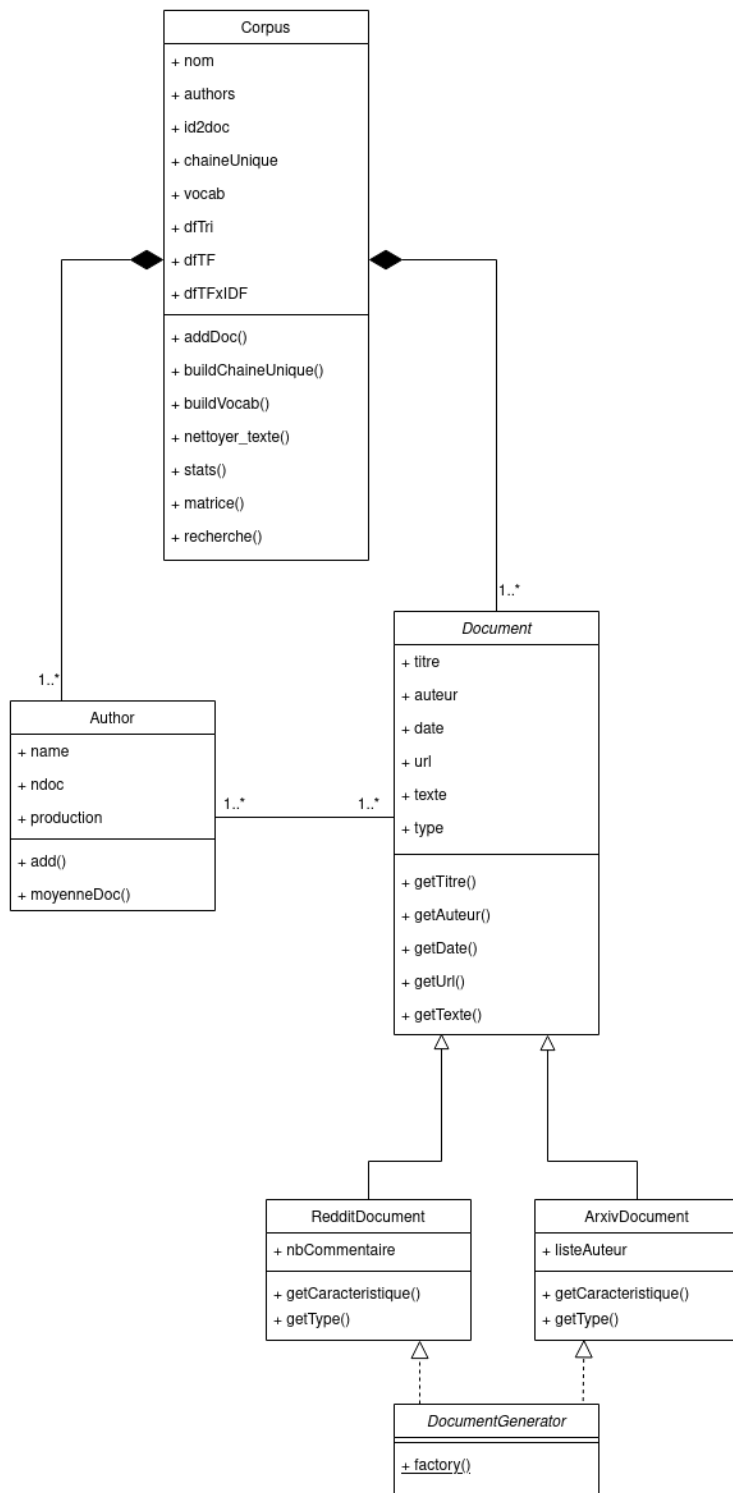 Corpus
+ nom
+ authors
+ id2doc
+ chaineUnique
+ vocab
+ dfTri
+ dfTF
+ dfTFxIDF
+ addDoc()
+ buildChaineUnique()
+ buildVocab()
+ nettoyer_texte()
+ stats()
+ matrice()
+ recherche()
1..*
1..*
Document
+ titre
+ auteur
+ date
+ url
+ texte
+ type
+ getTitre()
+ getAuteur()
+ getDate()
+ getUrl()
+ getTexte()
Author
+ name
+ ndoc
+ production
+ add()
+ moyenneDoc()
1..*
1..*
RedditDocument
+ nbCommentaire
+ getCaracteristique()
+ getType()
ArxivDocument
+ listeAuteur
+ getCaracteristique()
+ getType()
DocumentGenerator
+ factory()